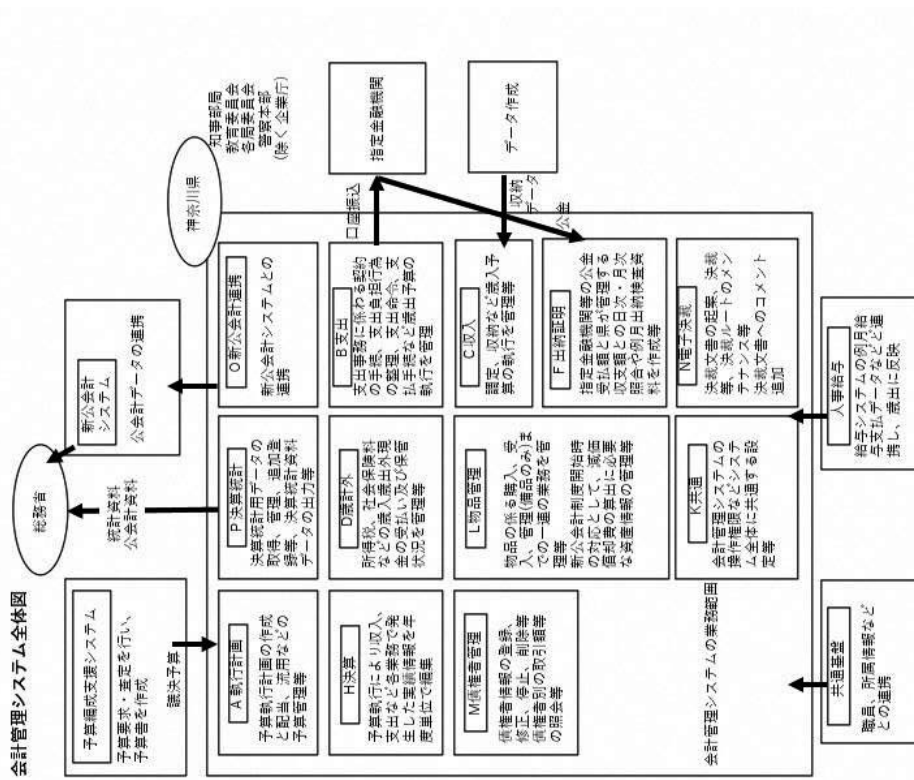 会計管理システム全体図
予算編成支援システム
予算要求・査定を行い、
予算書を作成
議決予算
総務省
統計資料
公会計資料
新公会計
システム
公会計データの連携
神奈川県
知事部局
教育委員会
各局委員会
警察本部
(除く企業庁)
A執行計画
予算執行計画の作成
と配当、流用などの
予算管理等
P決算統計
決算統計用データの
取得、管理、追加登
録等、決算統計資料
データの出力等
O新公会計連携
新公会計システムとの
連携
H決算
予算執行により収入、
支出など各業務で発
生した実績情報を年
度単位で編集
D歳計外
所得税、社会保険料
などの歳入歳出外現
金の受払い及び保管
状況を管理等
B支出
支出事務に係わる契約
の手続、支出負担行為
の整理、支出命令、支
払手続など歳出予算の
執行を管理
口座振込
指定金融機関
M債権者管理
債権者情報の登録、
修正、停止、削除等
債権者別の取引額等
の照会等
L物品管理
物品の係る購入、受
入、管理(備品のみ)ま
での一連の業務を管
理等
新公会計制度開始時
の対応として、減価
償却費の算出に必要
な資産情報の管理等
C収入
調定、収納など歳入予
算の執行を管理等
収納
データ
データ作成
公金
F出納証明
指定金融機関等の公金
受払額と県が管理する
収支額との日次・月次
照合や例月出納検査資
料を作成等
会計管理システムの業務範囲
K共通
会計管理システムの
操作権限などシステ
ム全体に共通する設
定等
N電子決裁
決裁文書の起案、決裁
等、決裁ルートのメン
テナンス等
決裁文書へのコメント
追加
共通基盤
職員、所属情報など
との連携
人事給与
給与システムの例月給
与支払データなどと連
携し、歳出に反映